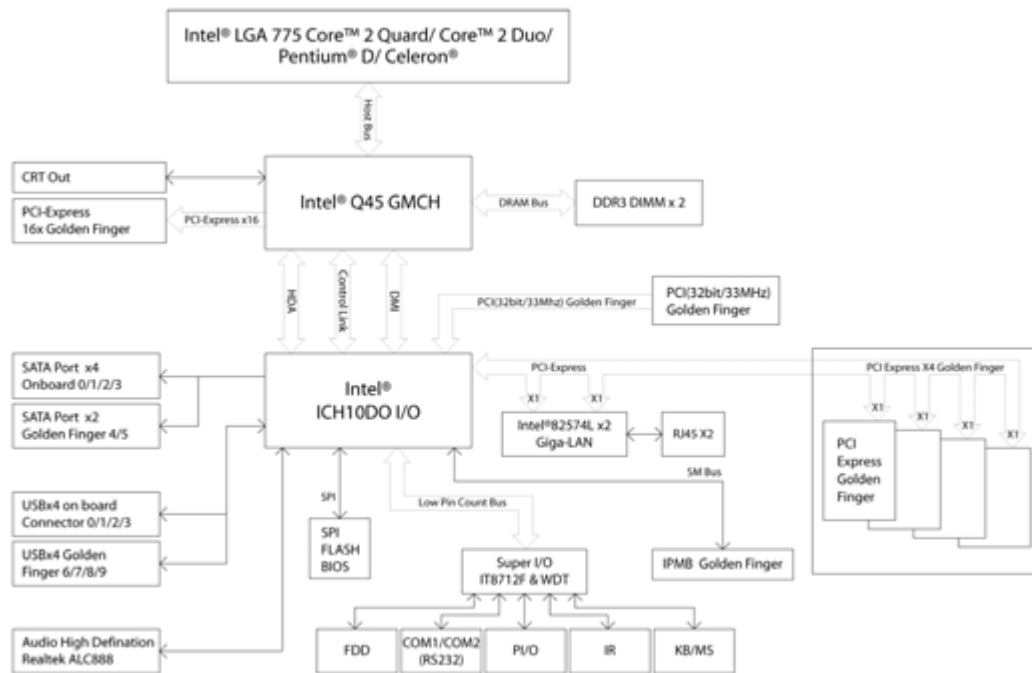 Intel® LGA 775 Core™ 2 Quard/ Core™ 2 Duo/
Pentium® D/ Celeron®
Host Bus
CRT Out
Intel® Q45 GMCH
PCI-Express
16x Golden Finger
PCI-Express x16
DRAM Bus
DDR3 DIMM x 2
HDA
Control Link
DMI
PCI(32bit/33Mhz) Golden Finger
PCI(32bit/33MHz)
Golden Finger
SATA Port x4
Onboard 0/1/2/3
SATA Port x2
Golden Finger 4/5
Intel®
ICH10DO I/O
PCI-Express
X1
X1
PCI Express X4 Golden Finger
X1
X1
X1
X1
Intel®82574L x2
Giga-LAN
RJ45 X2
PCI
Express
Golden
Finger
SM Bus
USBx4 on board
Connector 0/1/2/3
USBx4 Golden
Finger 6/7/8/9
SPI
Low Pin Count Bus
SPI
FLASH
BIOS
Super I/O
IT8712F & WDT
IPMB Golden Finger
Audio High Defination
Realtek ALC888
FDD
COM1/COM2
(RS232)
PI/O
IR
KB/MS